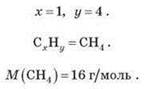 x=1, y=4.
CₓHᵧ=CH₄.
M(CH₄)=16 г/моль.